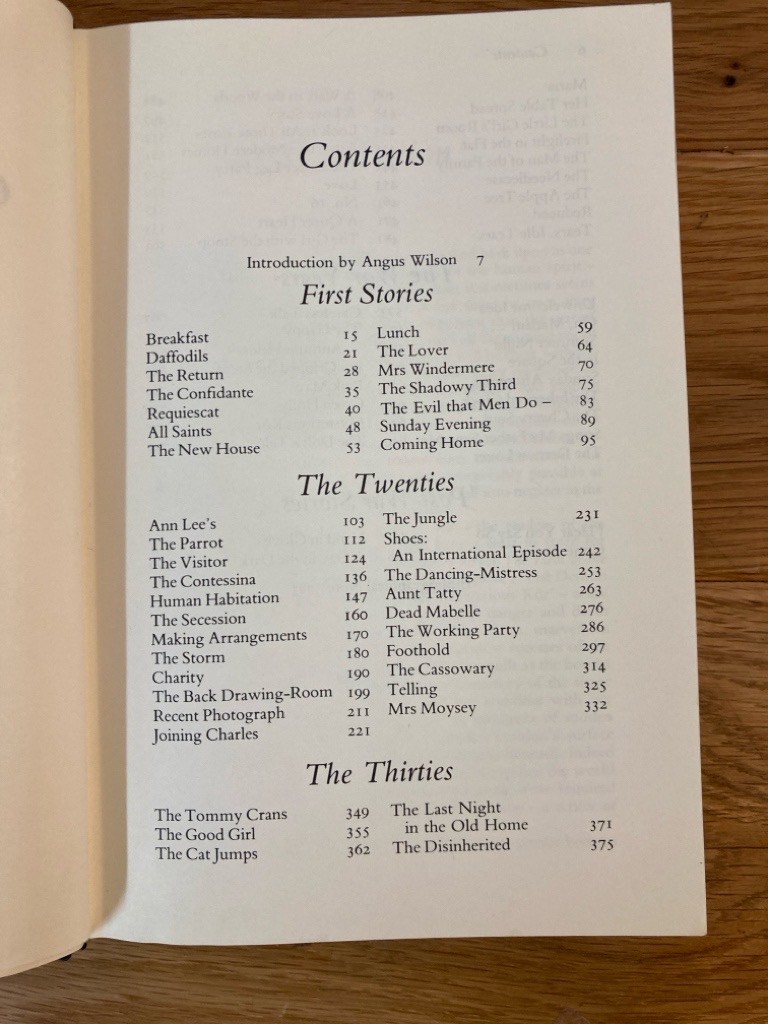 Contents
Introduction by Angus Wilson 7
First Stories
Breakfast 15
Daffodils 21
The Return 28
The Confidante 35
Requiescat 40
All Saints 48
The New House 53
Lunch 59
The Lover 64
Mrs Windermere 70
The Shadowy Third 75
The Evil that Men Do – 83
Sunday Evening 89
Coming Home 95
The Twenties
Ann Lee's 103
The Parrot 112
The Visitor 124
The Contessina 136
Human Habitation 147
The Secession 160
Making Arrangements 170
The Storm 180
Charity 190
The Back Drawing-Room 199
Recent Photograph 211
Joining Charles 221
The Jungle 231
Shoes:
An International Episode 242
The Dancing-Mistress 253
Aunt Tatty 263
Dead Mabelle 276
The Working Party 286
Foothold 297
The Cassowary 314
Telling 325
Mrs Moysey 332
The Thirties
The Tommy Crans 349
The Good Girl 355
The Cat Jumps 362
The Last Night
in the Old Home 371
The Disinherited 375